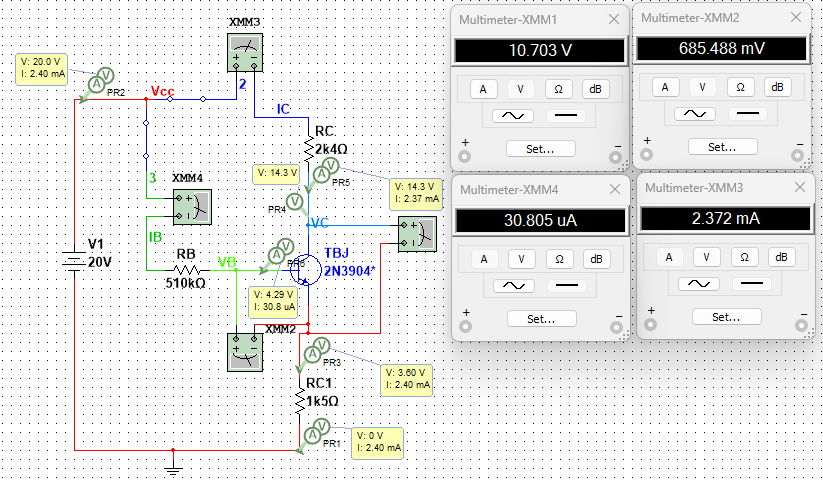 XMM3
V: 20.0 V
I: 2.40 mA
A V
PR2
Vcc
2
IC
RC
2k4Ω
V: 14.3 V
A V
PR5
V: 14.3 V
I: 2.37 mA
XMM4
3
PR4
V
VC
IB
RB
510kΩ
VB
A V
PR6
TBJ
2N3904*
V1
20V
V: 4.29 V
I: 30.8 uA
XMM2
A V
PR3
V: 3.60 V
I: 2.40 mA
RC1
1k5Ω
A V
PR1
V: 0 V
I: 2.40 mA
Multimeter-XMM1
10.703 V
A V Ω dB
Set...
+ −
Multimeter-XMM2
685.488 mV
A V Ω dB
Set...
+ −
Multimeter-XMM4
30.805 uA
A V Ω dB
Set...
+ −
Multimeter-XMM3
2.372 mA
A V Ω dB
Set...
+ −